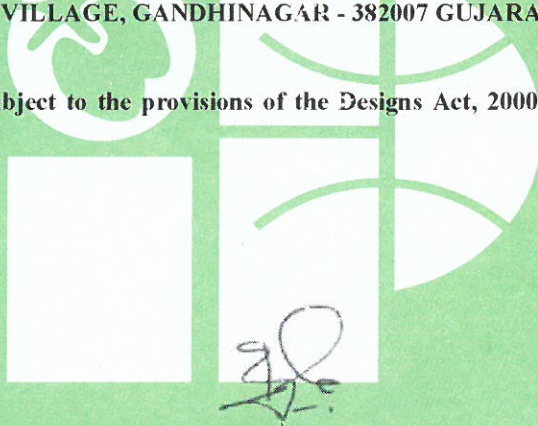 VILLAGE, GANDHINAGAR - 382007 GUJARA
bject to the provisions of the Designs Act, 2000